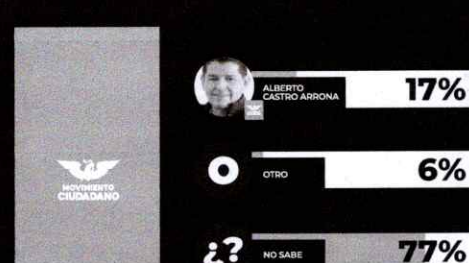 MOVIMIENTO
CIUDADANO
ALBERTO
CASTRO ARRONA
17%
O
OTRO
6%
¿?
NO SABE
77%